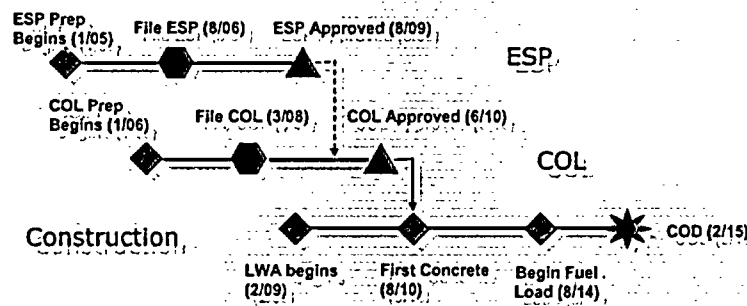 ESP Prep
Begins (1/05)
File ESP (8/06)
ESP Approved (8/09)
ESP
COL Prep
Begins (1/06)
File COL (3/08)
COL Approved (6/10)
COL
Construction
COD (2/15)
LWA begins
(2/09)
First Concrete
(8/10)
Begin Fuel
Load (8/14)